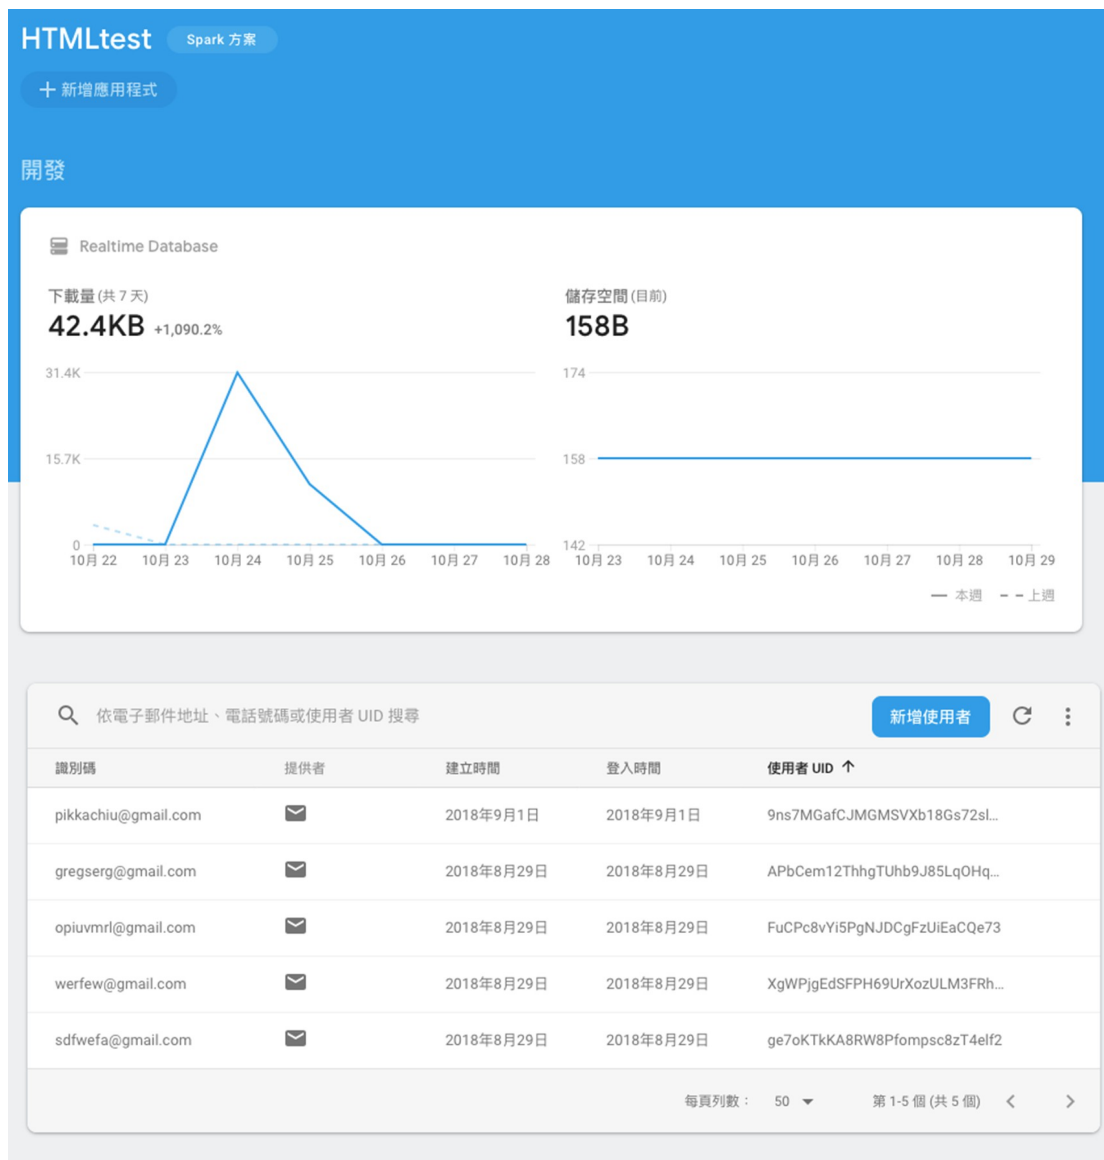 HTMLtest Spark 方案
+ 新增應用程式
開發
Realtime Database
下載量 (共 7 天)
42.4KB +1,090.2%
31.4K
15.7K
0
10月 22 10月 23 10月 24 10月 25 10月 26 10月 27 10月 28
儲存空間 (目前)
158B
174
158
142
10月 23 10月 24 10月 25 10月 26 10月 27 10月 28 10月 29
本週 上週
依電子郵件地址、電話號碼或使用者 UID 搜尋 新增使用者
識別碼 提供者 建立時間 登入時間 使用者 UID ↑
pikkachiu@gmail.com 2018年9月1日 2018年9月1日 9ns7MGafCJMGMSVXb18Gs72sl...
gregserg@gmail.com 2018年8月29日 2018年8月29日 APbCem12ThhgTUhb9J85LqOHq...
opiuvmrl@gmail.com 2018年8月29日 2018年8月29日 FuCPc8vYi5PgNJDCgFzUiEaCQe73
werfew@gmail.com 2018年8月29日 2018年8月29日 XgWPjgEdSFPH69UrXozULM3FRh...
sdfwefa@gmail.com 2018年8月29日 2018年8月29日 ge7oKTkKA8RW8Pfompsc8zT4elf2
每頁列數： 50 第 1-5 個 (共 5 個)